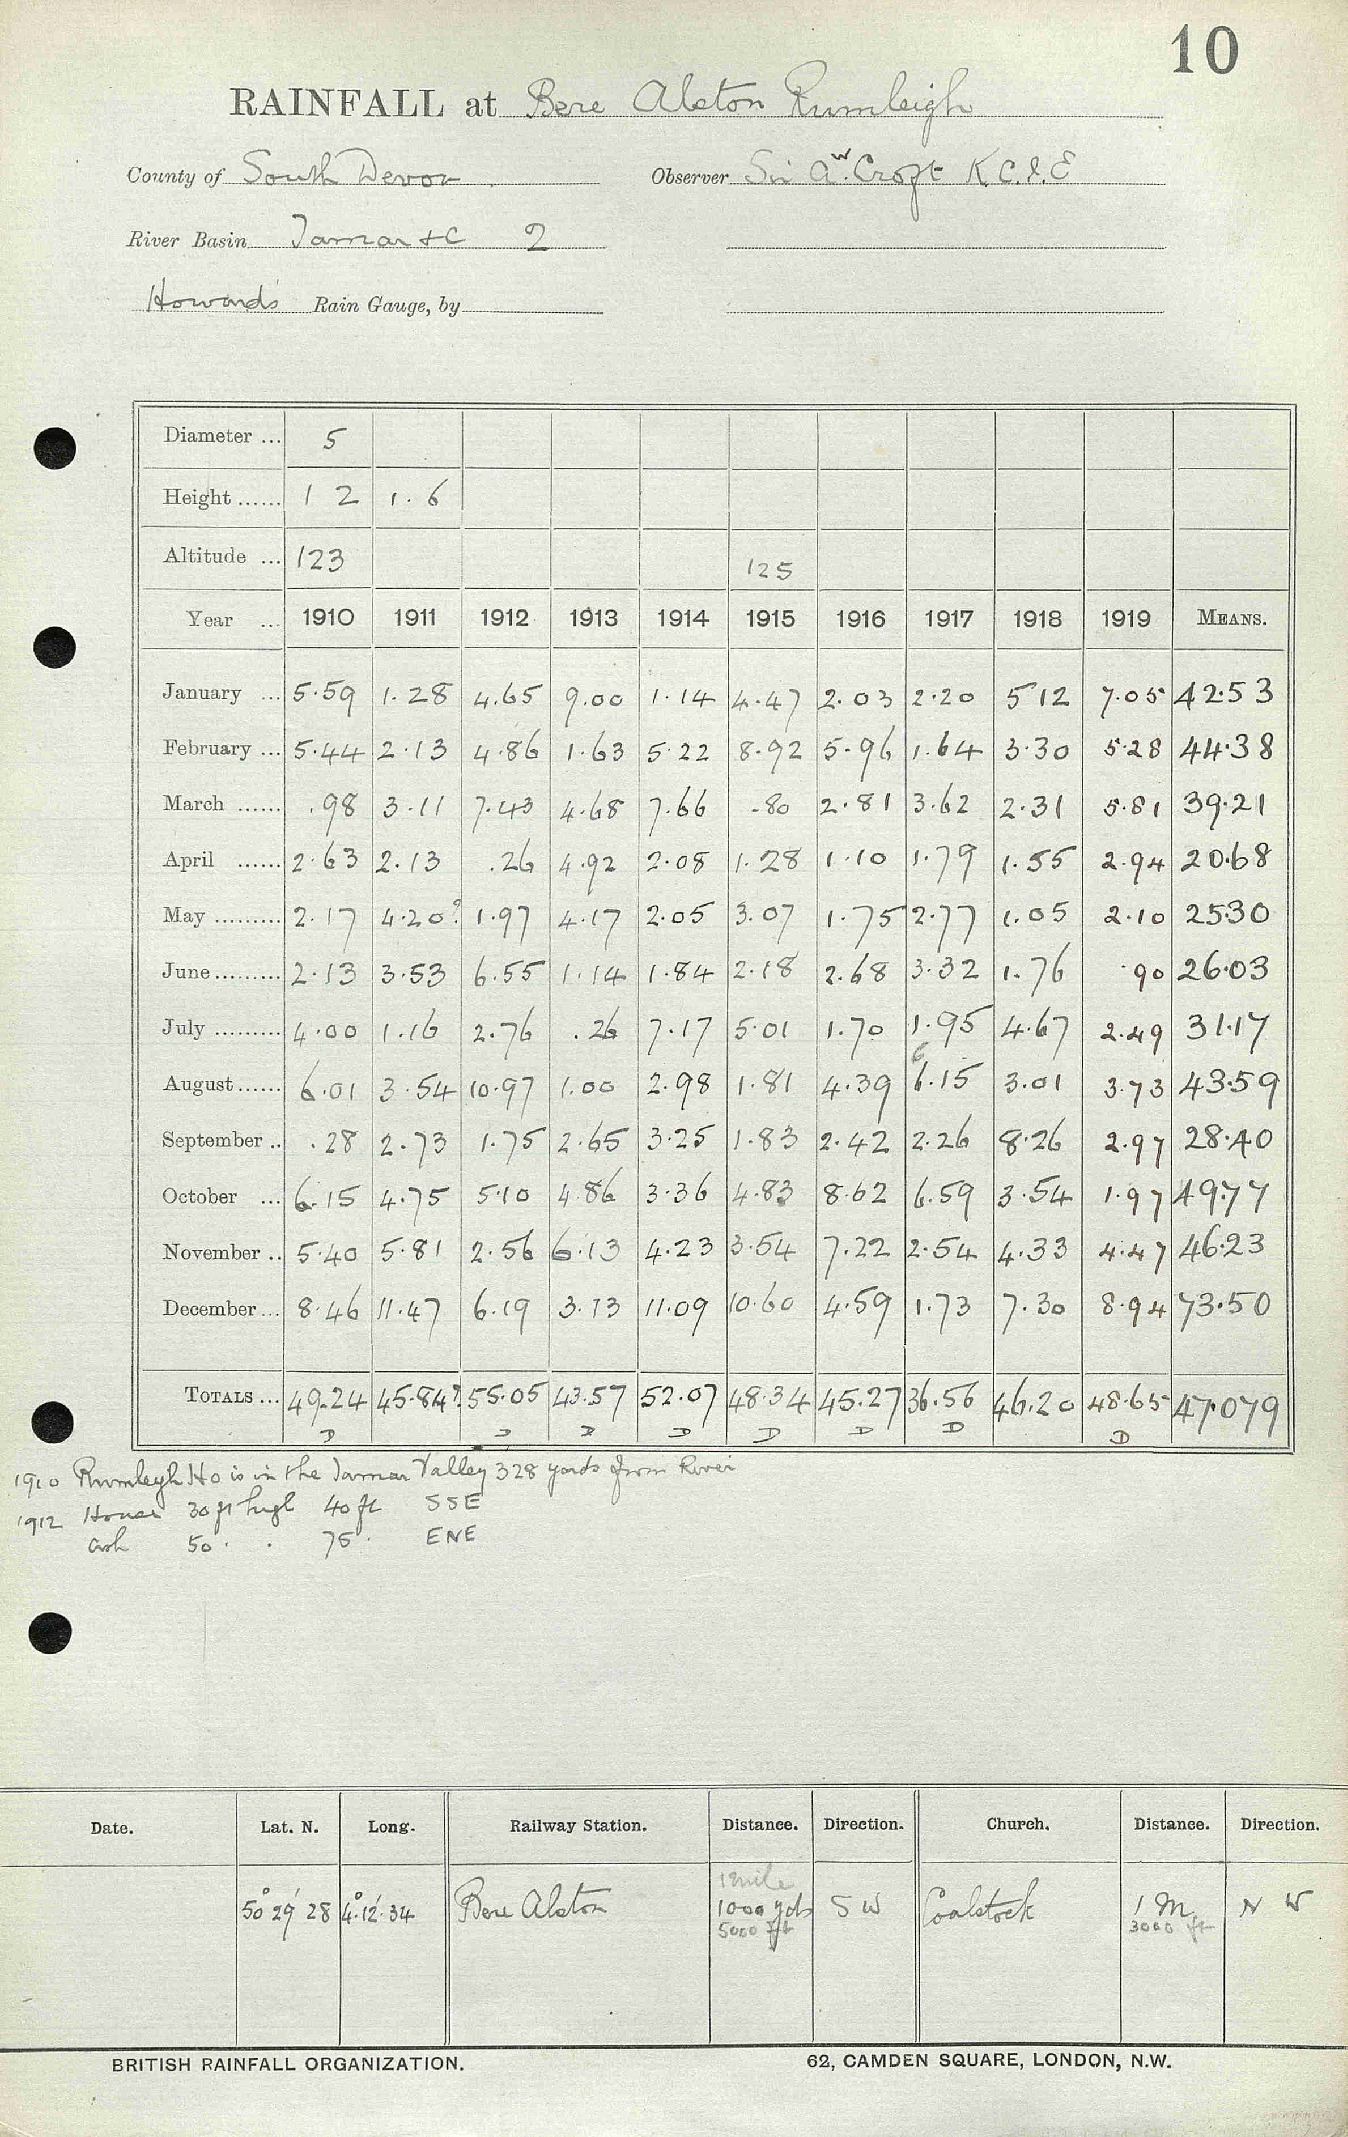 10
RAINFALL at Bere Alston Rumleigh
County of South Devon Observer Sir A.W. Croft K.C.I.E
River Basin Tamar &c 2
Howards Rain Gauge, by
Diameter ... 5
Height ...... 1 2 1.6
Altitude ... 123 125
Year ... 1910 1911 1912 1913 1914 1915 1916 1917 1918 1919 MEANS.
January ... 5.59 1.28 4.65 9.00 1.14 4.47 2.03 2.20 5 12 7.05 42.53
February ... 5.44 2.13 4.86 1.63 5.22 8.92 5.96 1.64 3.30 5.28 44.38
March ...... .98 3.11 7.43 4.68 7.66 .80 2.81 3.62 2.31 5.81 39.21
April ...... 2.63 2.13 .26 4.92 2.08 1.28 1.10 1.79 1.55 2.94 20.68
May ......... 2.17 4.20? 1.97 4.17 2.05 3.07 1.75 2.77 1.05 2.10 25.30
June ......... 2.13 3.53 6.55 1.14 1.84 2.18 2.68 3.32 1.76 .90 26.03
July ......... 4.00 1.16 2.76 .26 7.17 5.01 1.70 1.95 4.67 2.49 31.17
August ...... 6.01 3.54 10.97 1.00 2.98 1.81 4.39 6.15 3.01 3.73 43.59
September .. .28 2.73 1.75 2.65 3.25 1.83 2.42 2.26 8.26 2.97 28.40
October ... 6.15 4.75 5.10 4.86 3.36 4.83 8.62 6.59 3.54 1.97 49.77
November .. 5.40 5.81 2.56 6.13 4.23 3.54 7.22 2.54 4.33 4.47 46.23
December ... 8.46 11.47 6.19 3.13 11.09 10.60 4.59 1.73 7.30 8.94 73.50
TOTALS ... 49.24 45.84? 55.05 43.57 52.07 48.34 45.27 36.56 46.20 48.65 470.79
D D D D D D D D
1910 Rumleigh Ho is in the Tamar Valley 328 yards from River
1912 House 30 ft high 40 ft SSE
Ash 50 . . 75 . ENE
Date. Lat. N. Long. Railway Station. Distance. Direction. Church. Distance. Direction.
1 mile
50° 29' 28 4° 12' 34 Bere Alston 1000 yds S W Coalstock 1 M. N W
5000 ft 3000 ft
BRITISH RAINFALL ORGANIZATION. 62, CAMDEN SQUARE, LONDON, N.W.